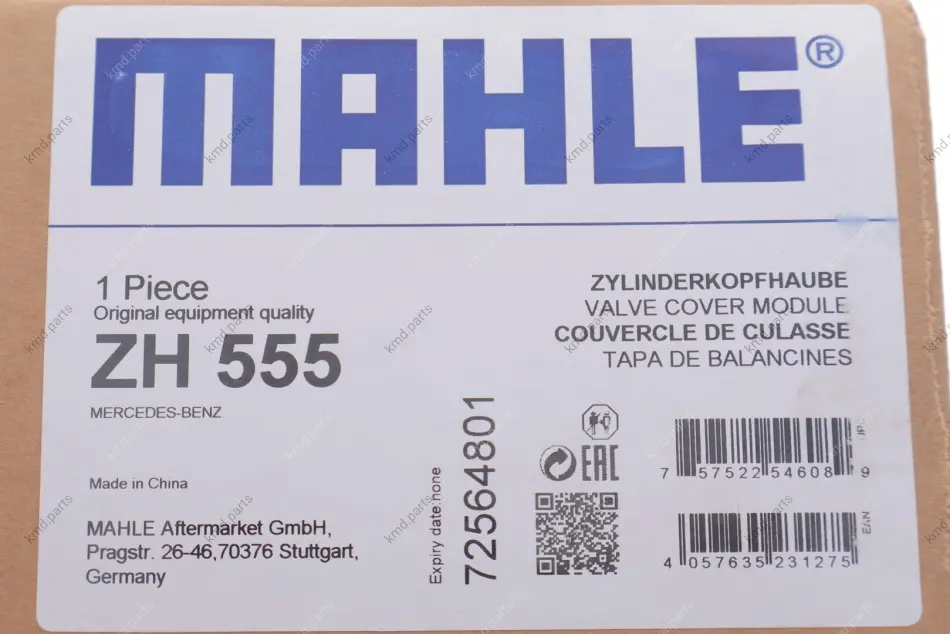 MAHLE®
1 Piece
Original equipment quality
ZH 555
MERCEDES-BENZ
ZYLINDERKOPFHAUBE
VALVE COVER MODULE
COUVERCLE DE CULASSE
TAPA DE BALANCINES
Made in China
MAHLE Aftermarket GmbH,
Pragstr. 26-46,70376 Stuttgart,
Germany
Expiry date:none
72564801
EAC
UPC
7 57522 54608 9
EAN
4 057635 231275
kmd.parts